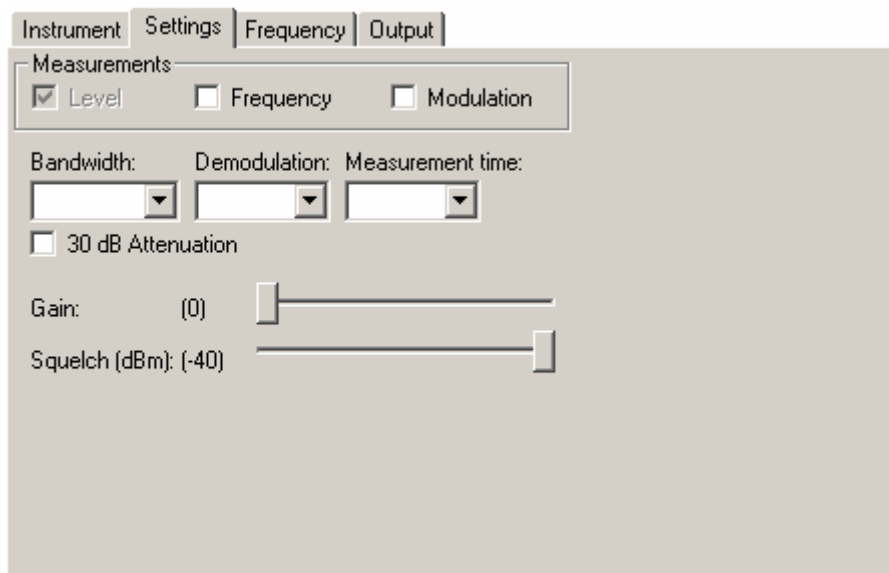 Instrument Settings Frequency Output
Measurements
Level Frequency Modulation
Bandwidth: Demodulation: Measurement time:
30 dB Attenuation
Gain: (0)
Squelch (dBm): (-40)